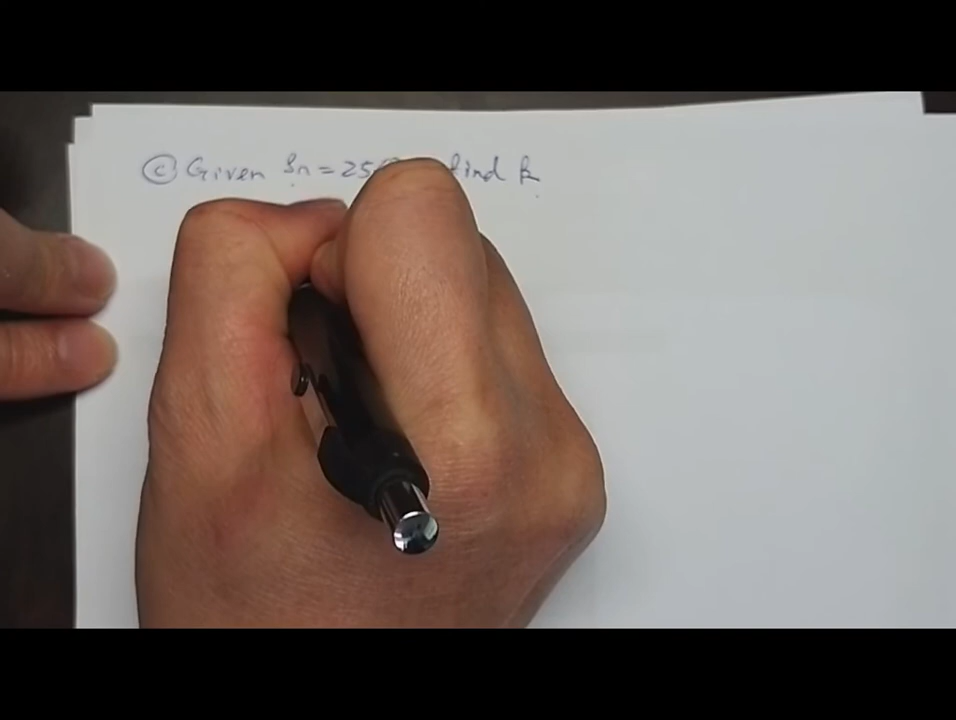 ⓒ Given Sn = 25 find k